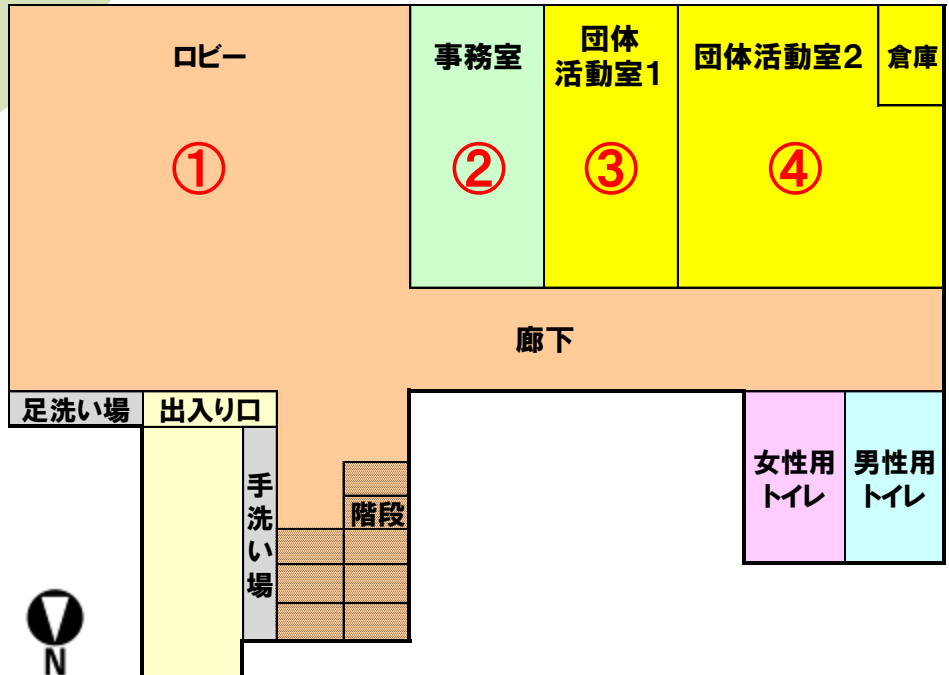 ロビー
事務室
団体
活動室1
団体活動室2
倉庫
①
②
③
④
廊下
足洗い場
出入り口
手洗い場
階段
女性用
トイレ
男性用
トイレ
N